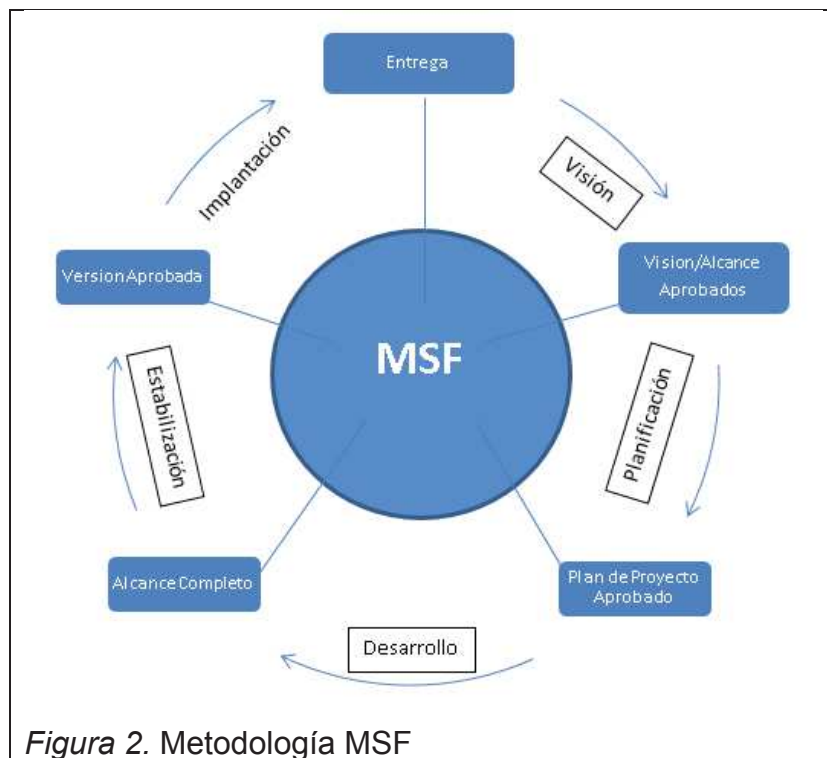 Entrega
Visión
Vision/Alcance
Aprobados
Planificación
Plan de Proyecto
Aprobado
Desarrollo
Alcance Completo
Estabilización
Version Aprobada
Implantación
MSF
Figura 2. Metodología MSF